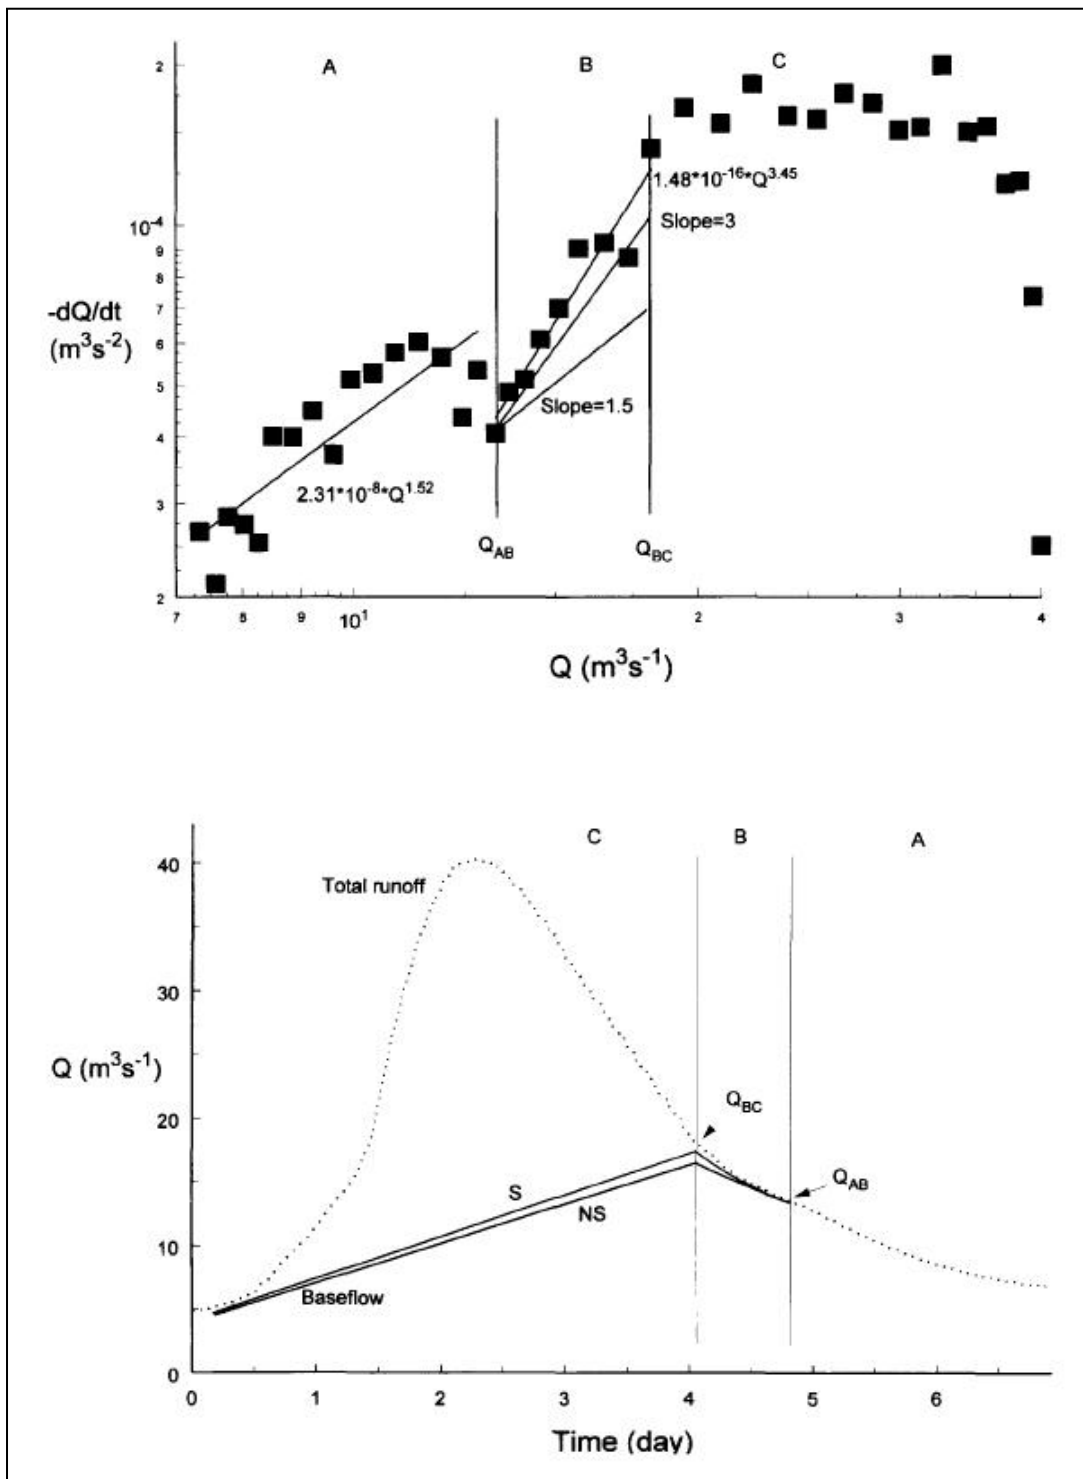 A B C
2
1.48*10⁻¹⁶*Q³·⁴⁵
Slope=3
10⁻⁴
9
8
-dQ/dt
7
(m³s⁻²)
6
5
Slope=1.5
4
2.31*10⁻⁸*Q¹·⁵²
3
Q_AB
Q_BC
2
7 8 9 10¹ 2 3 4
Q (m³s⁻¹)
C B A
40
Total runoff
30
Q (m³s⁻¹)
Q_BC
20
Q_AB
S
NS
10
Baseflow
0
0 1 2 3 4 5 6
Time (day)